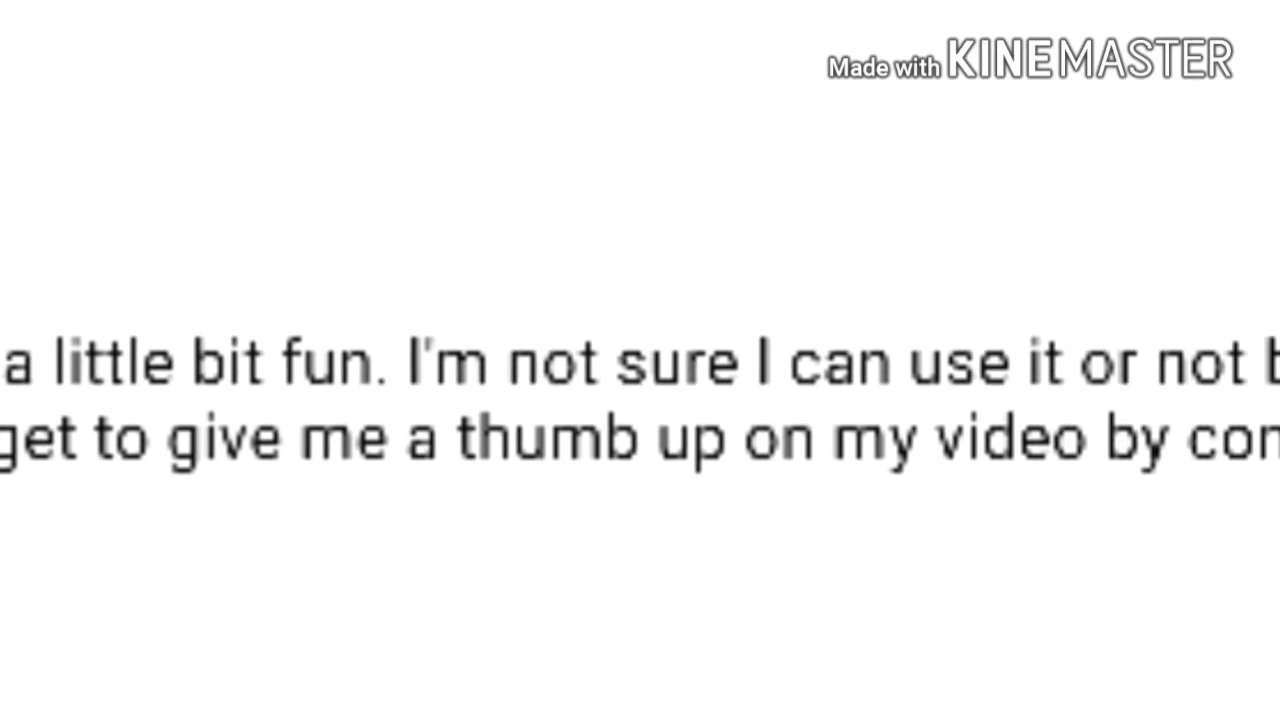 Made with KINEMASTER
a little bit fun. I'm not sure I can use it or not
get to give me a thumb up on my video by